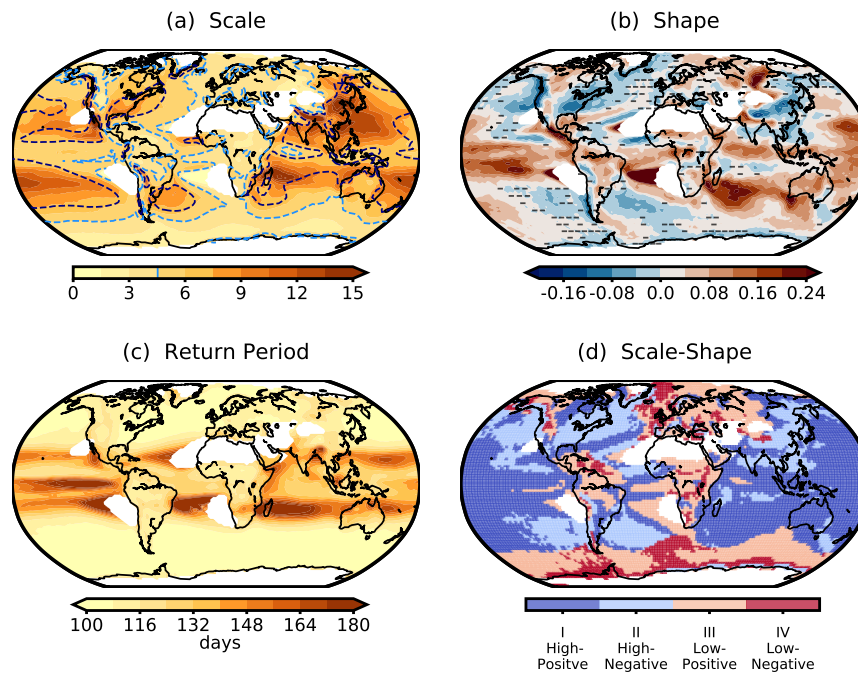 (a) Scale
(b) Shape
0 3 6 9 12 15
-0.16 -0.08 0.0 0.08 0.16 0.24
(c) Return Period
(d) Scale-Shape
100 116 132 148 164 180
days
I II III IV
High- High- Low- Low-
Positve Negative Positive Negative